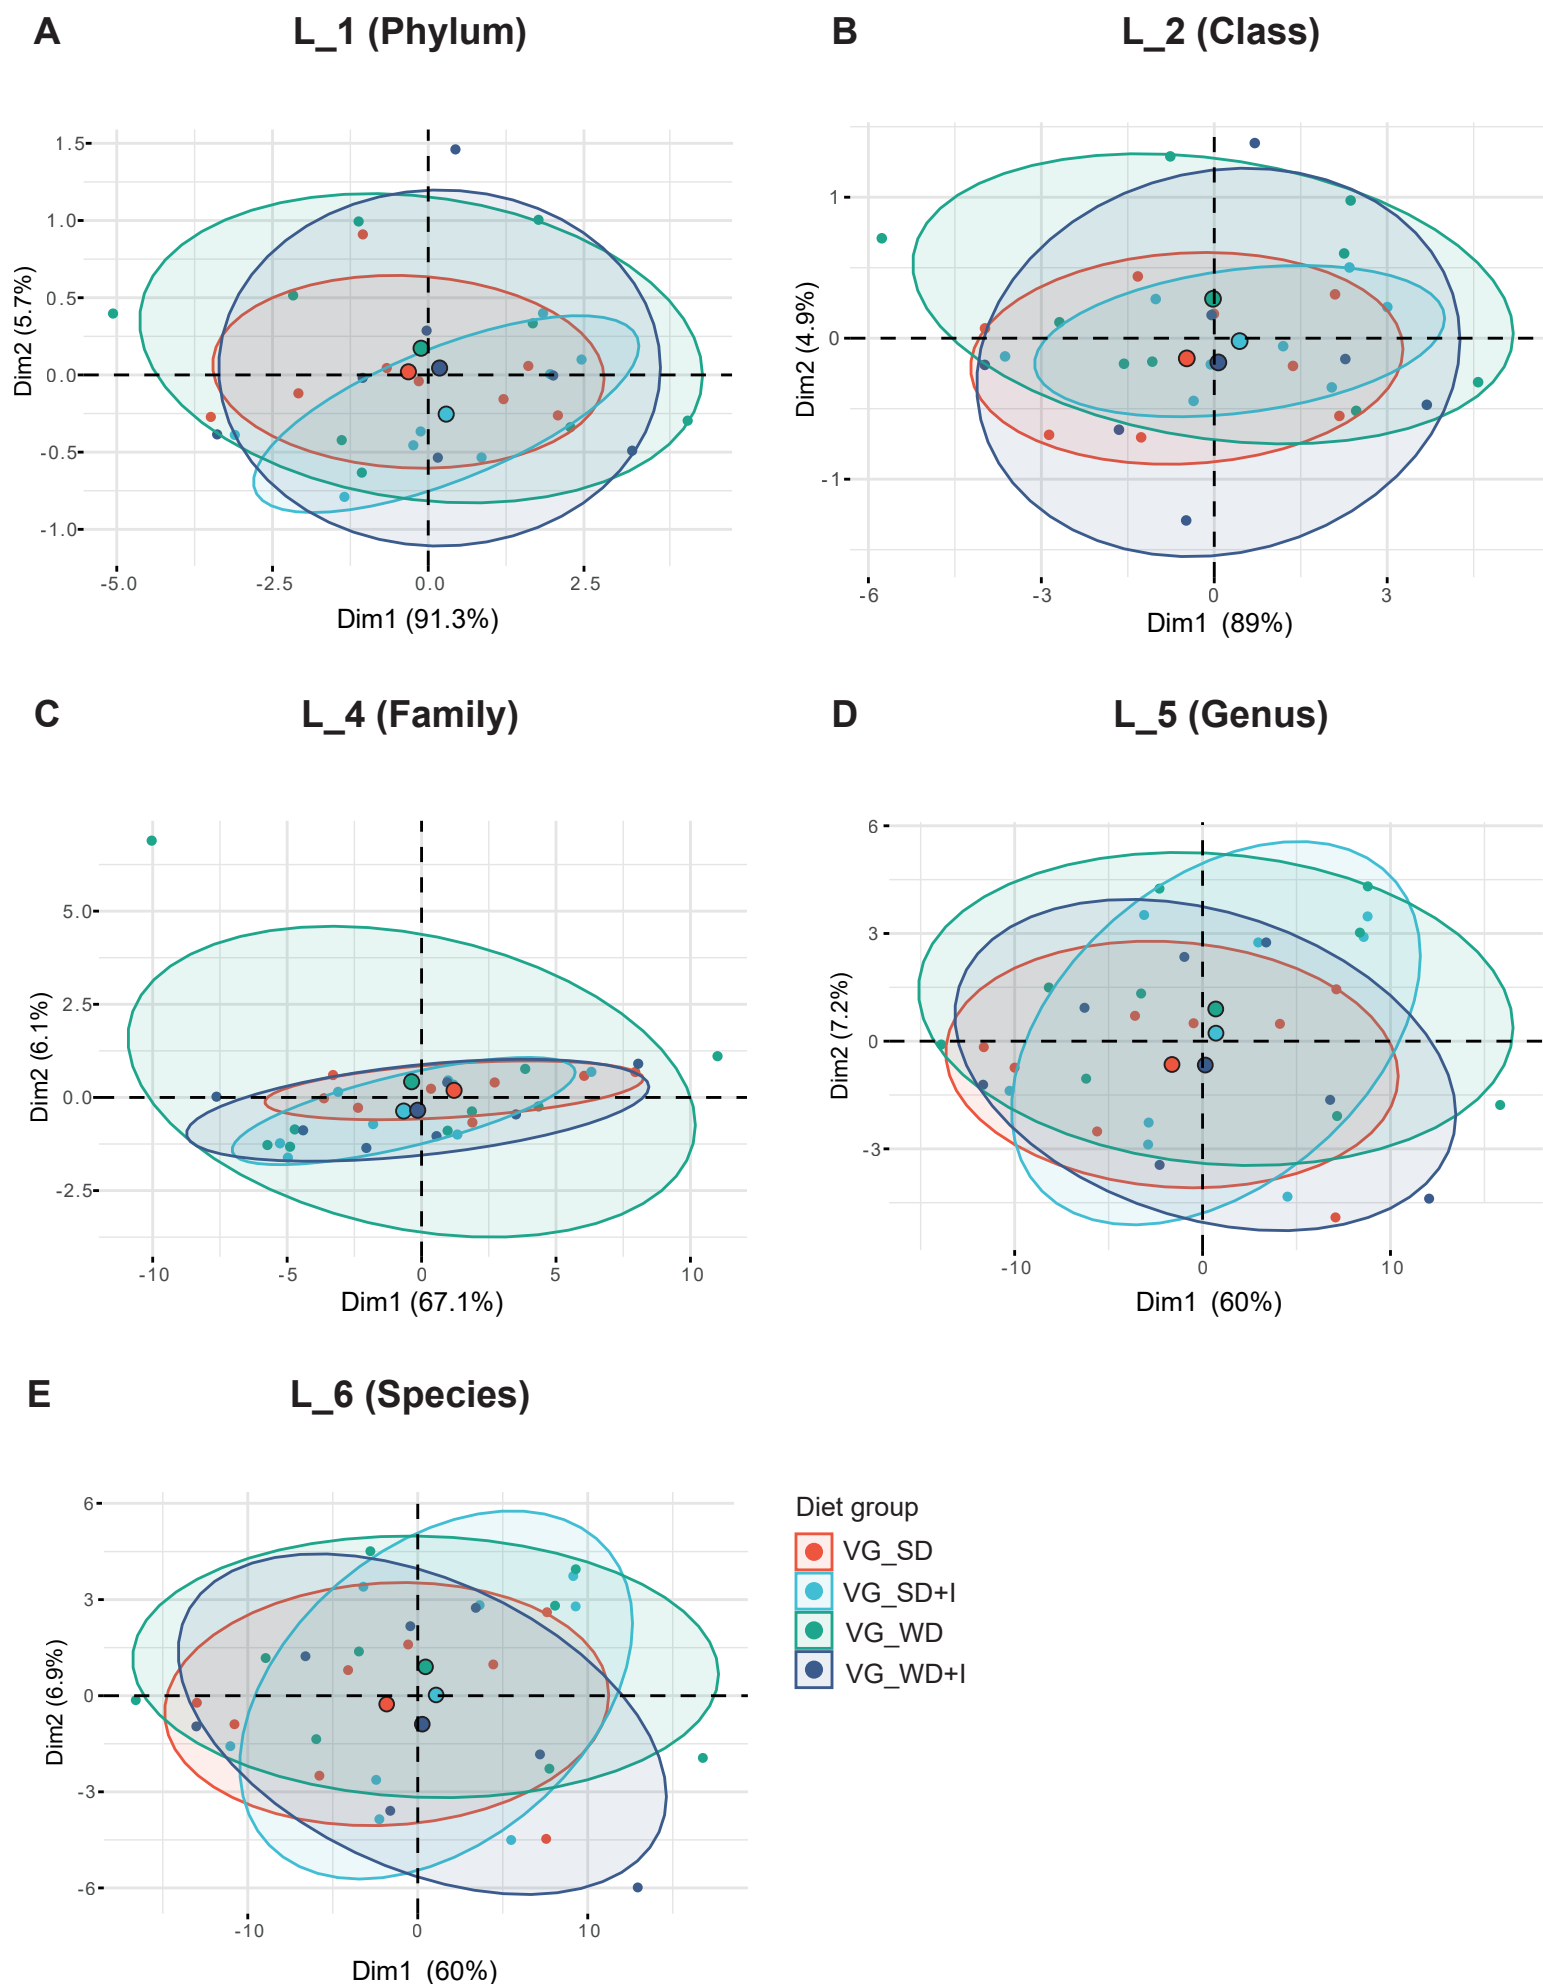 A
L_1 (Phylum)
B
L_2 (Class)
1.5
1.0
0.5
0.0
-0.5
-1.0
Dim2 (5.7%)
-5.0
-2.5
0.0
2.5
Dim1 (91.3%)
1
0
-1
Dim2 (4.9%)
-6
-3
0
3
Dim1 (89%)
C
L_4 (Family)
D
L_5 (Genus)
5.0
2.5
0.0
-2.5
Dim2 (6.1%)
-10
-5
0
5
10
Dim1 (67.1%)
6
3
0
-3
Dim2 (7.2%)
-10
0
10
Dim1 (60%)
E
L_6 (Species)
6
3
0
-3
-6
Dim2 (6.9%)
-10
0
10
Dim1 (60%)
Diet group
VG_SD
VG_SD+I
VG_WD
VG_WD+I